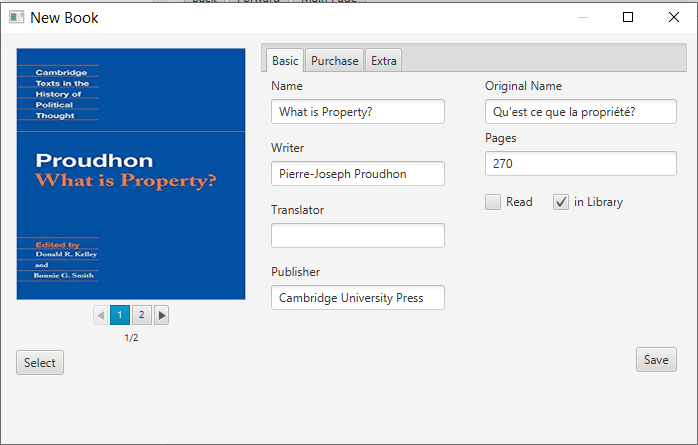 New Book
Cambridge
Texts in the
History of
Political
Thought
Proudhon
What is Property?
Edited by
Donald R. Kelley
and
Bonnie G. Smith
1
2
1/2
Select
Basic
Purchase
Extra
Name
What is Property?
Writer
Pierre-Joseph Proudhon
Translator
Publisher
Cambridge University Press
Original Name
Qu'est ce que la propriété?
Pages
270
Read
in Library
Save